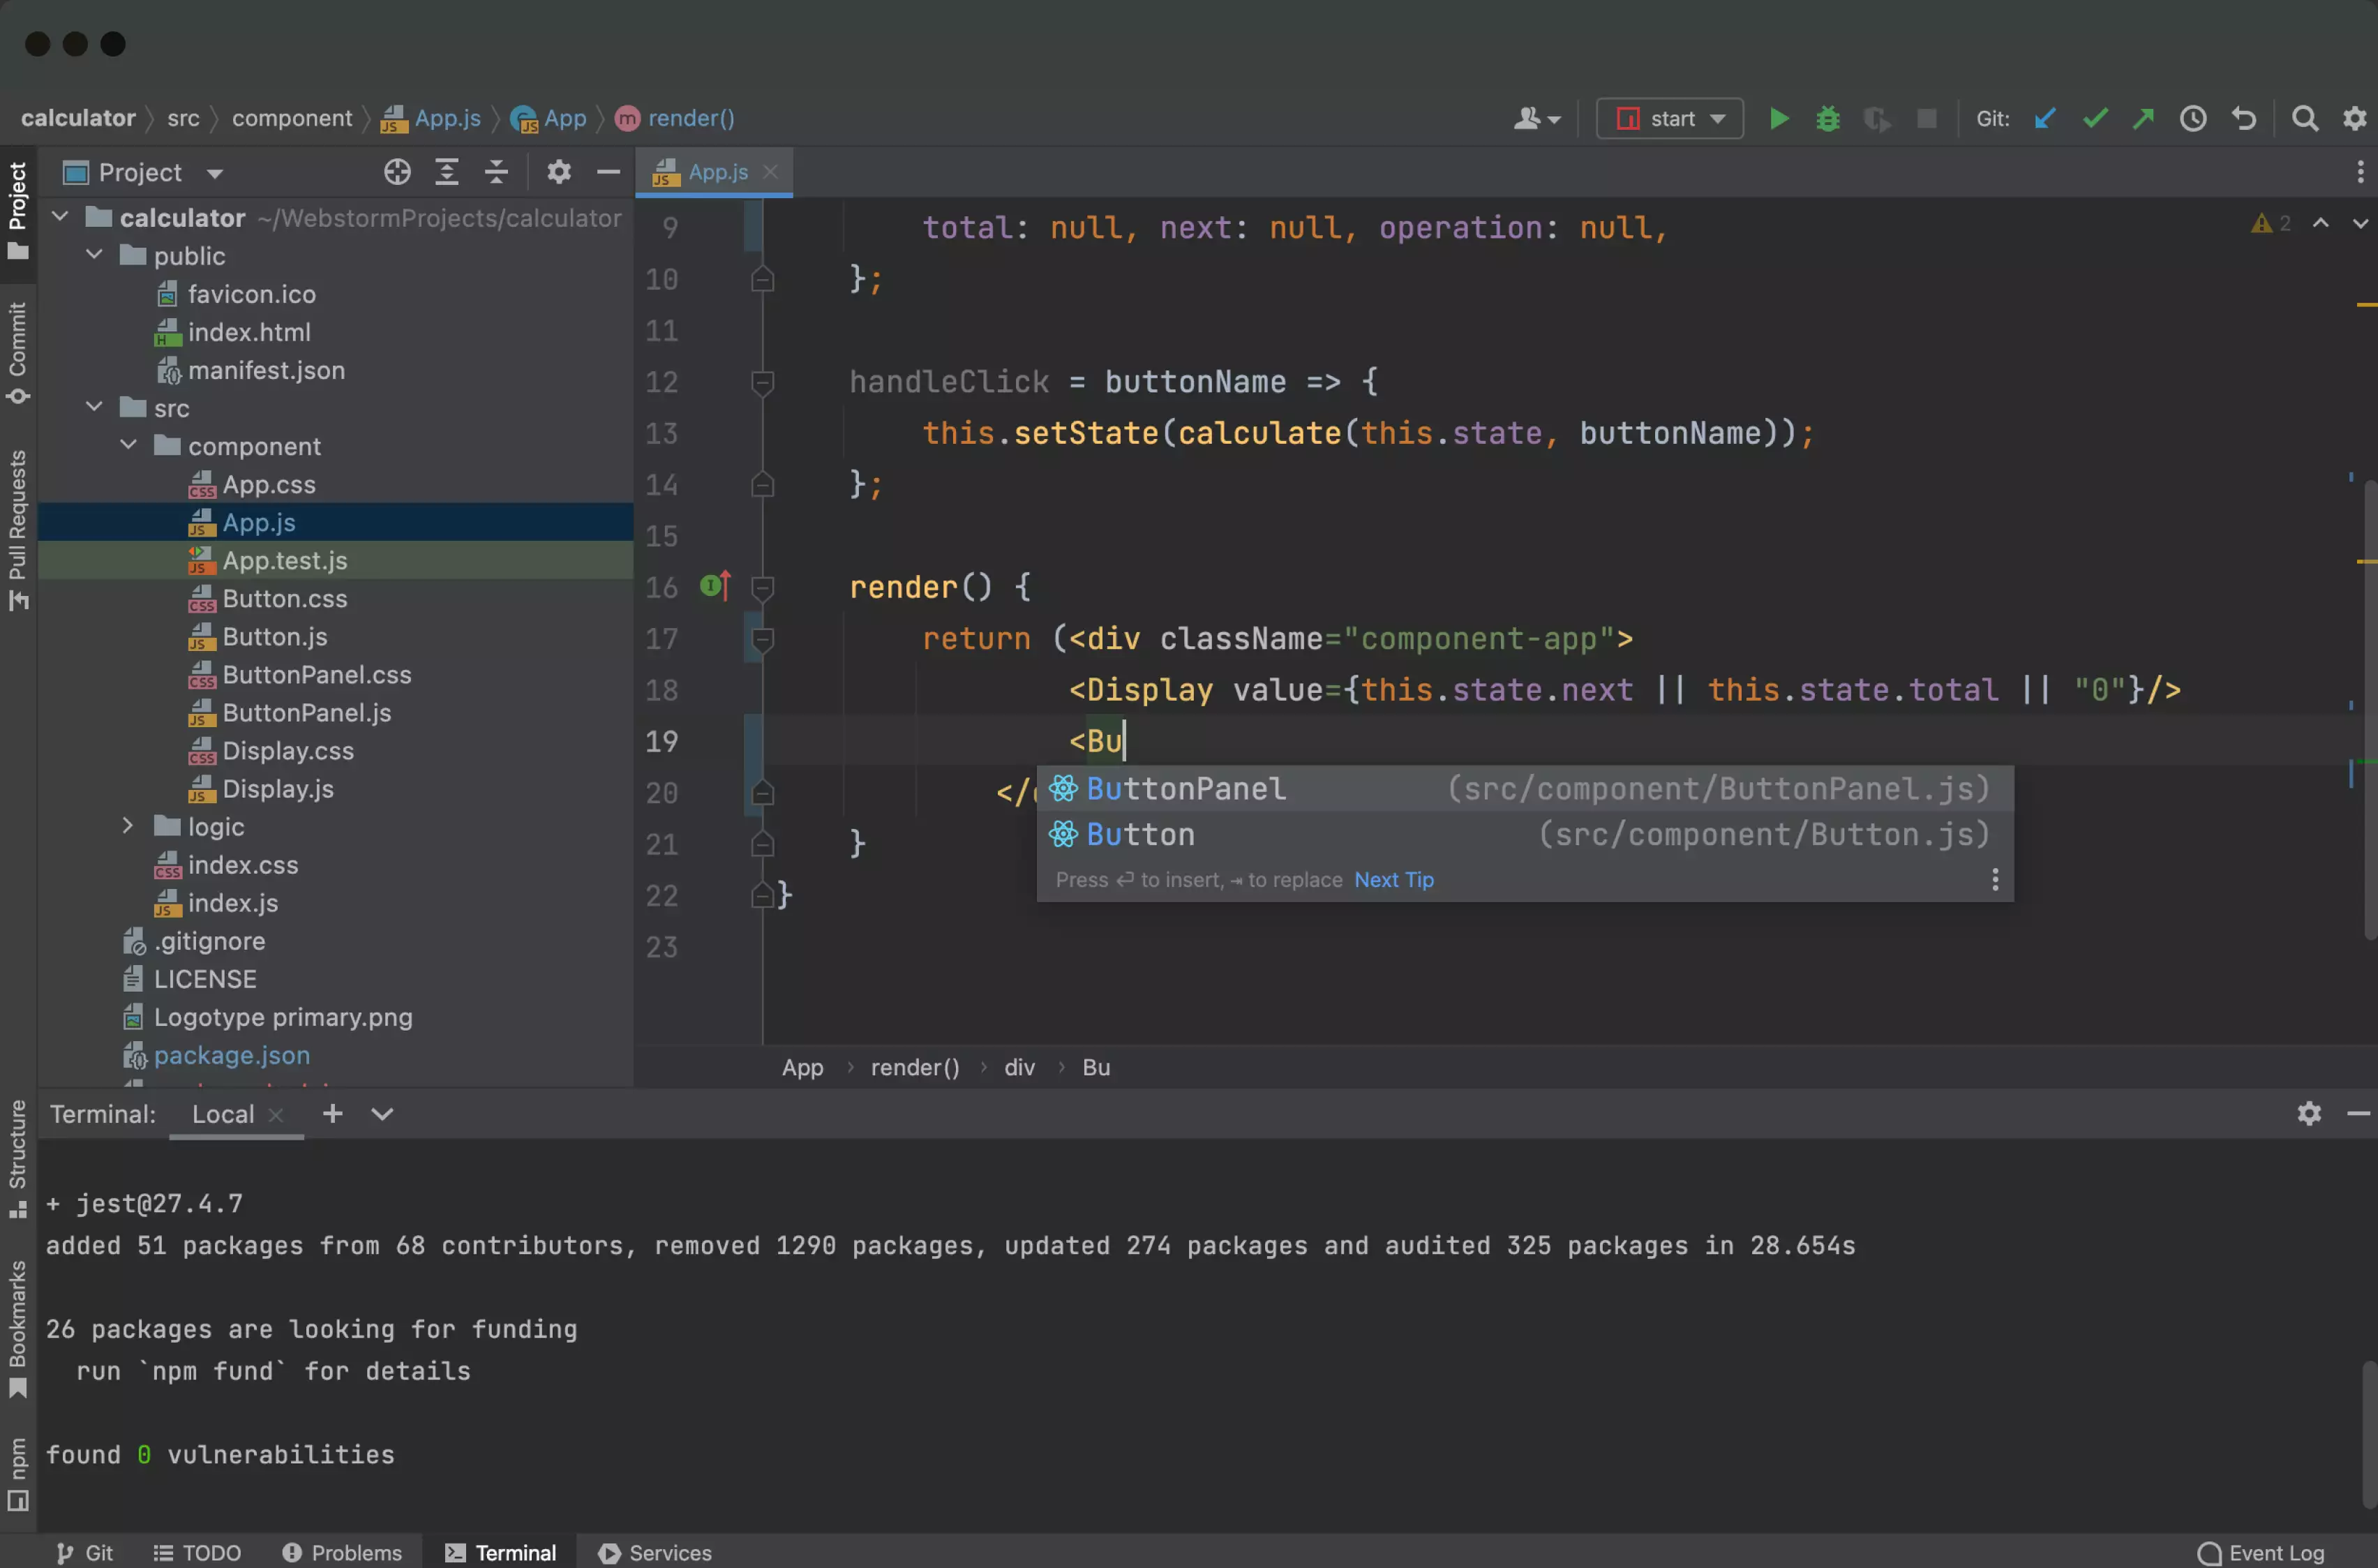 calculator src component App.js App render()
start Git:
Project
App.js
Project
Commit
Pull Requests
Structure
Bookmarks
npm
calculator ~/WebstormProjects/calculator
public
favicon.ico
index.html
manifest.json
src
component
App.css
App.js
App.test.js
Button.css
Button.js
ButtonPanel.css
ButtonPanel.js
Display.css
Display.js
logic
index.css
index.js
.gitignore
LICENSE
Logotype primary.png
package.json
2
9 total: null, next: null, operation: null,
10 };
11
12 handleClick = buttonName => {
13 this.setState(calculate(this.state, buttonName));
14 };
15
16 render() {
17 return (<div className="component-app">
18 <Display value={this.state.next || this.state.total || "0"}/>
19 <Bu
20 </
21 }
22 }
23
ButtonPanel (src/component/ButtonPanel.js)
Button (src/component/Button.js)
Press ⏎ to insert, ⇥ to replace Next Tip
App › render() › div › Bu
Terminal: Local
+ jest@27.4.7
added 51 packages from 68 contributors, removed 1290 packages, updated 274 packages and audited 325 packages in 28.654s
26 packages are looking for funding
run `npm fund` for details
found 0 vulnerabilities
Git TODO Problems Terminal Services Event Log